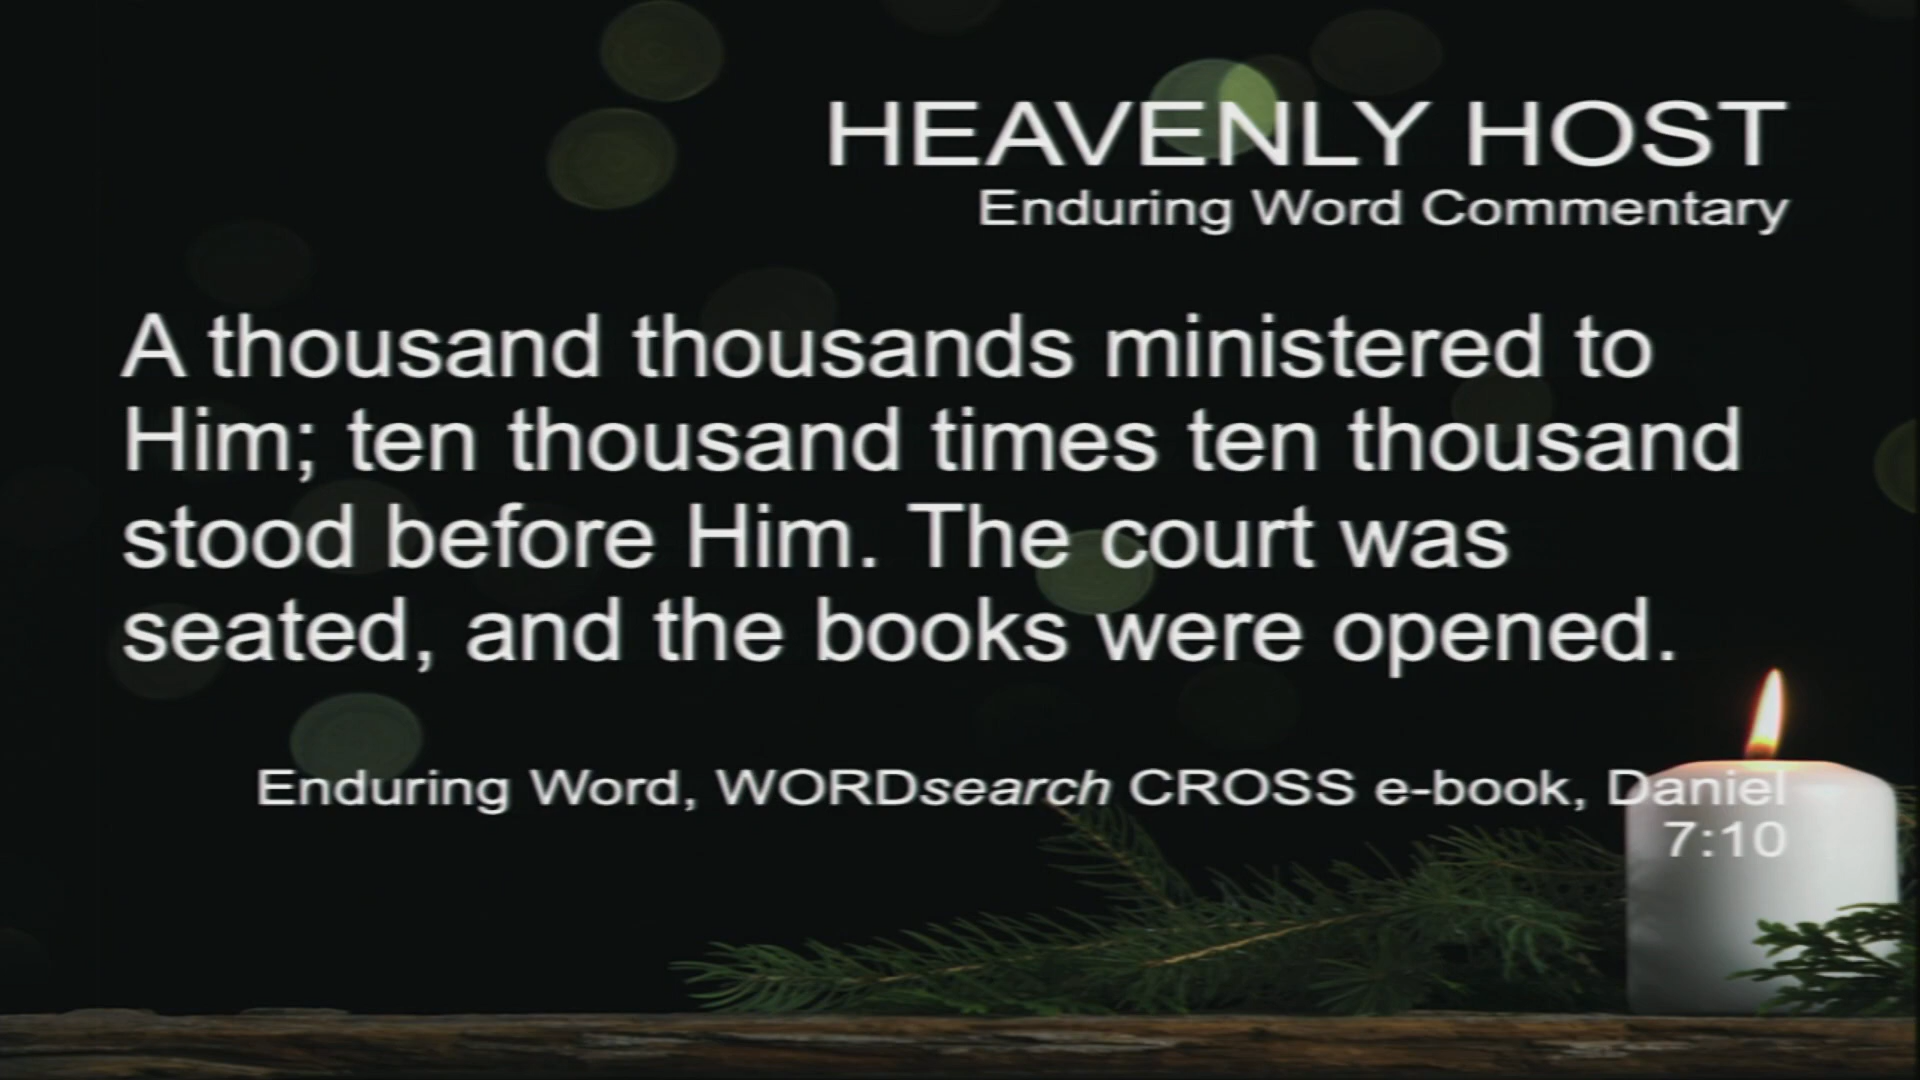 HEAVENLY HOST
Enduring Word Commentary
A thousand thousands ministered to
Him; ten thousand times ten thousand
stood before Him. The court was
seated, and the books were opened.
Enduring Word, WORDsearch CROSS e-book, Daniel
7:10